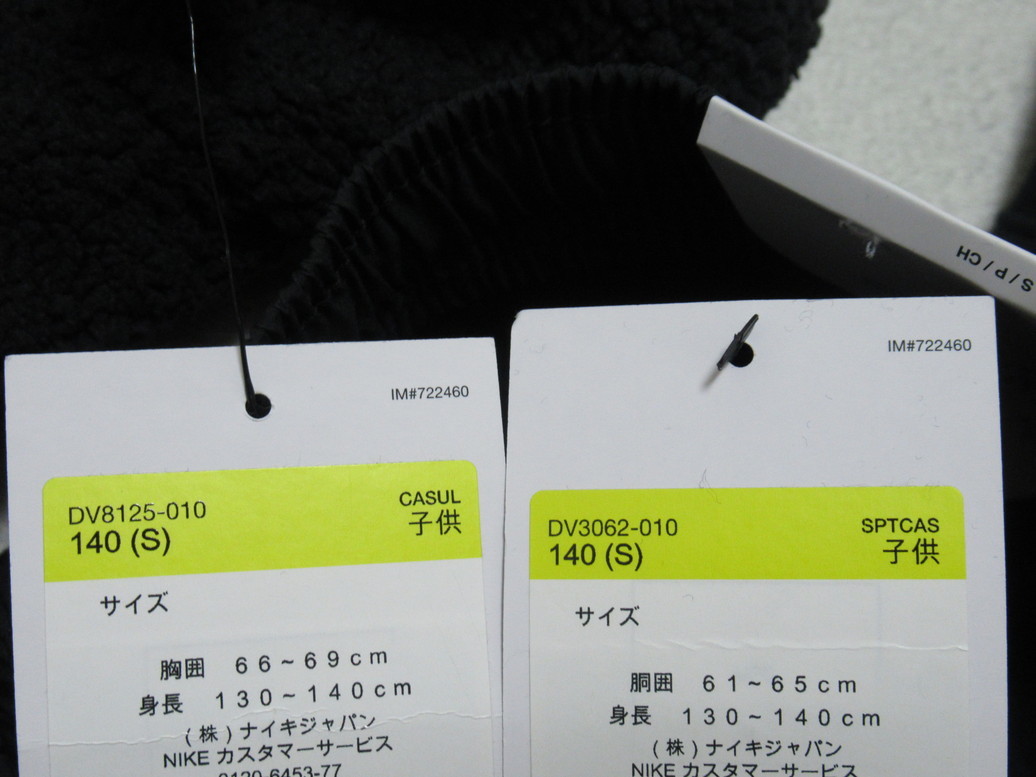 S/P/CH
IM#722460
DV8125-010
CASUL
140 (S)
子供
サイズ
胸囲 66~69cm
身長 130~140cm
(株)ナイキジャパン
NIKE カスタマーサービス
0120-6453-77
IM#722460
DV3062-010
SPTCAS
140 (S)
子供
サイズ
胴囲 61~65cm
身長 130~140cm
(株)ナイキジャパン
NIKE カスタマーサービス